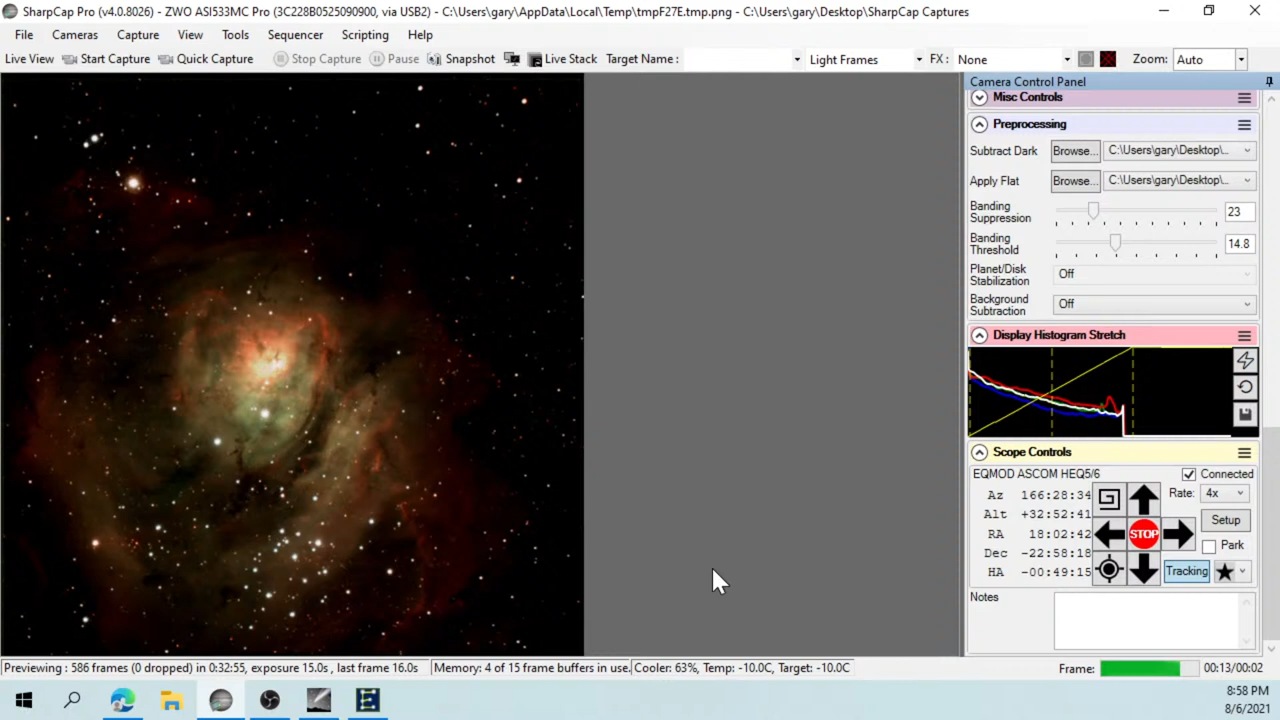 SharpCap Pro (v4.0.8026) - ZWO ASI533MC Pro (3C228B0525090900, via USB2) - C:\Users\gary\AppData\Local\Temp\tmpF27E.tmp.png - C:\Users\gary\Desktop\SharpCap Captures
File Cameras Capture View Tools Sequencer Scripting Help
Live View Start Capture Quick Capture Stop Capture Pause Snapshot Live Stack Target Name : Light Frames FX : None Zoom: Auto
Camera Control Panel
Misc Controls
Preprocessing
Subtract Dark Browse... C:\Users\gary\Desktop\...
Apply Flat Browse... C:\Users\gary\Desktop\...
Banding
Suppression 23
Banding
Threshold 14.8
Planet/Disk
Stabilization Off
Background
Subtraction Off
Display Histogram Stretch
Scope Controls
EQMOD ASCOM HEQ5/6 Connected
Az 166:28:34 Rate: 4x
Alt +32:52:41 Setup
RA 18:02:42 STOP
Dec -22:58:18 Park
HA -00:49:15 Tracking
Notes
Previewing : 586 frames (0 dropped) in 0:32:55, exposure 15.0s , last frame 16.0s Memory: 4 of 15 frame buffers in use. Cooler: 63%, Temp: -10.0C, Target: -10.0C Frame: 00:13/00:02
8:58 PM
8/6/2021